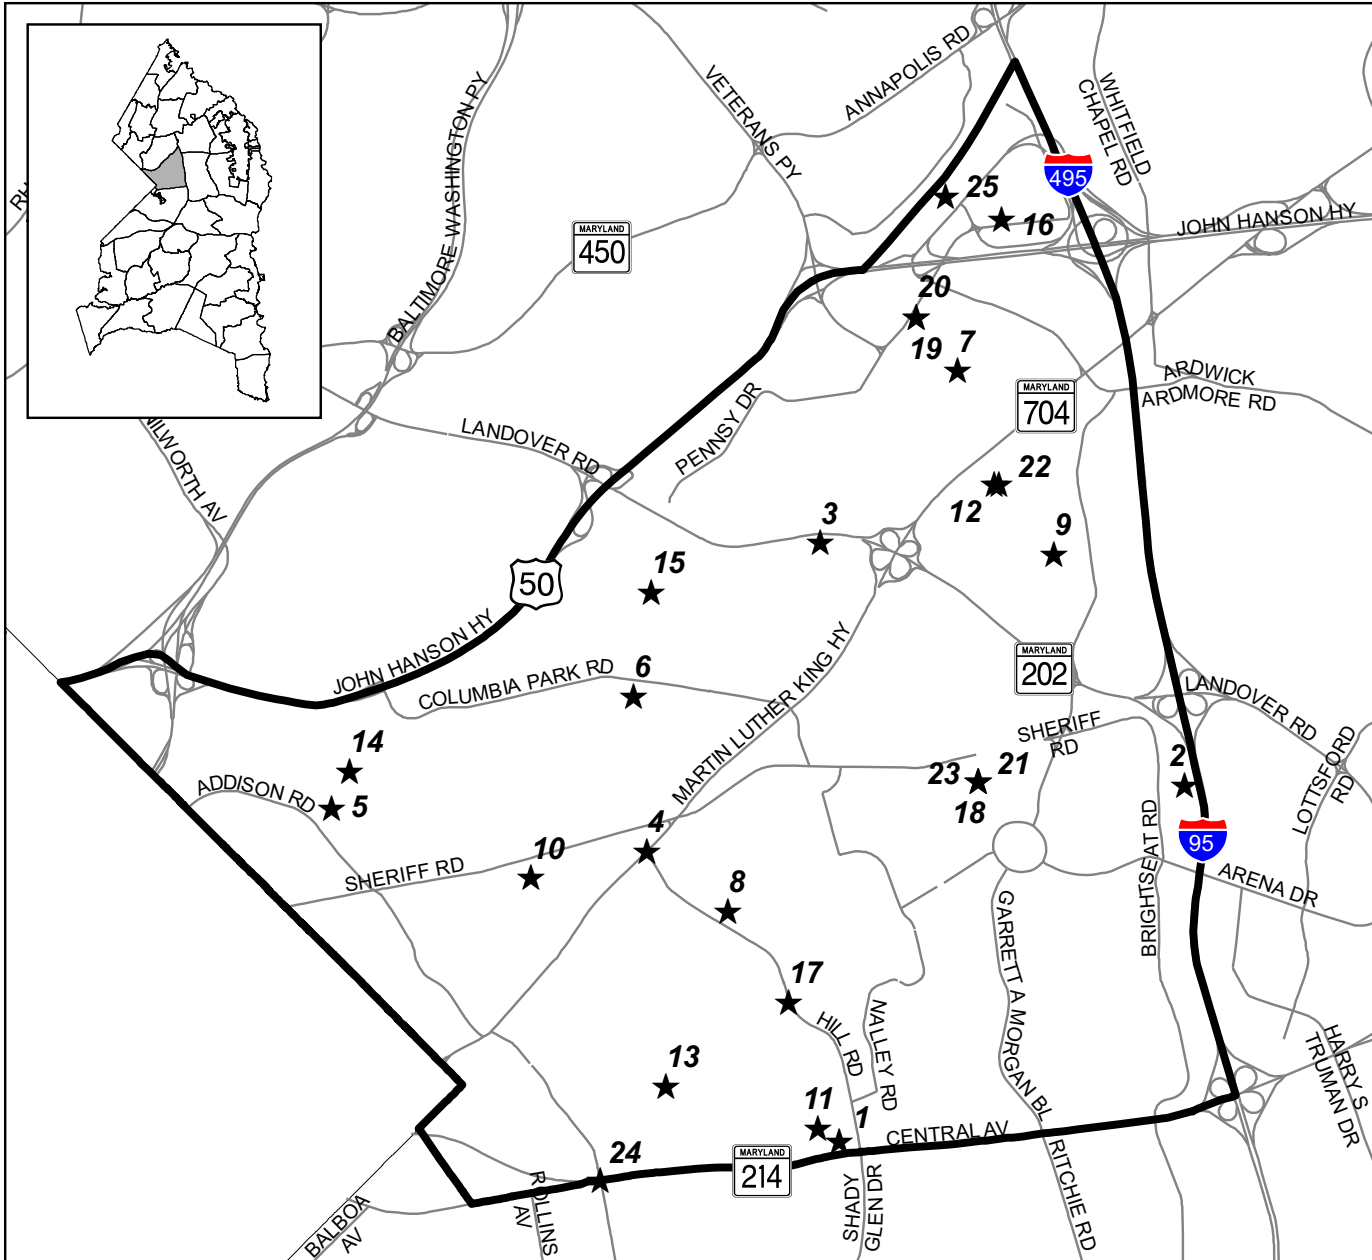 ANNAPOLIS RD
VETERANS PY
WHITFIELD
CHAPEL RD
BALTIMORE WASHINGTON PY
495
25
16
JOHN HANSON HY
MARYLAND
450
20
19
7
ARDWICK
ARDMORE RD
MARYLAND
704
PENNSY DR
LANDOVER RD
NILWORTH AV
22
12
3
9
15
50
JOHN HANSON HY
COLUMBIA PARK RD
6
MARTIN LUTHER KING HY
MARYLAND
202
LANDOVER RD
SHERIFF
RD
LOTTSFORD
RD
14
ADDISON RD
5
23
21
18
2
95
BRIGHTSEAT RD
ARENA DR
4
10
SHERIFF RD
8
GARRETT A MORGAN BL
17
HILL RD
NALLEY RD
13
11
1
CENTRAL AV
HARRY S
TRUMAN DR
24
MARYLAND
214
ROLLINS
AV
BALBOA
AV
SHADY
GLEN DR
RITCHIE RD